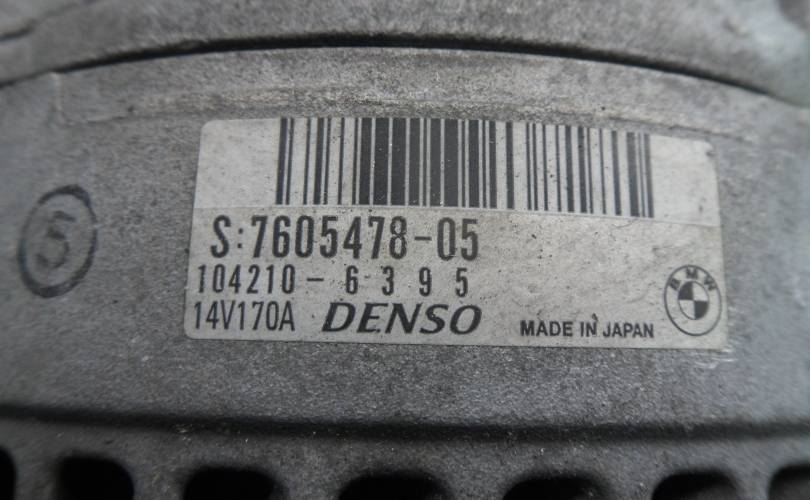 S:7605478-05
5
104210-6395
14V170A DENSO MADE IN JAPAN
BMW